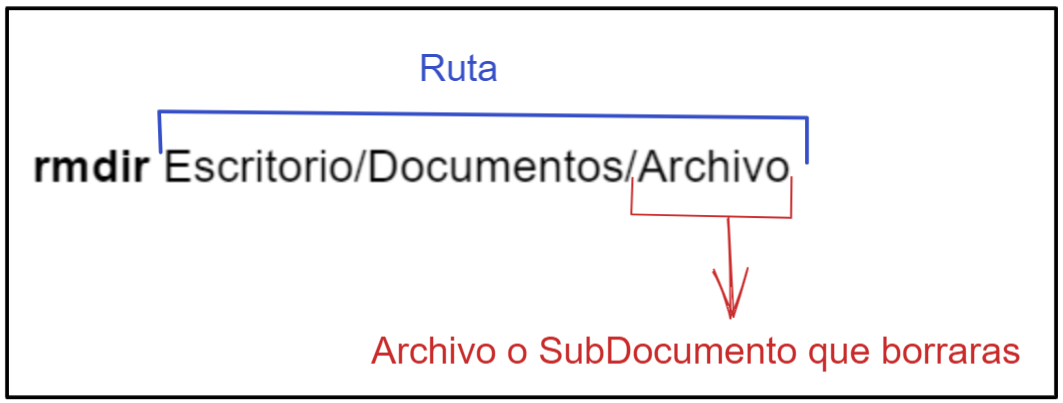 Ruta
rmdir Escritorio/Documentos/Archivo
Archivo o SubDocumento que borraras